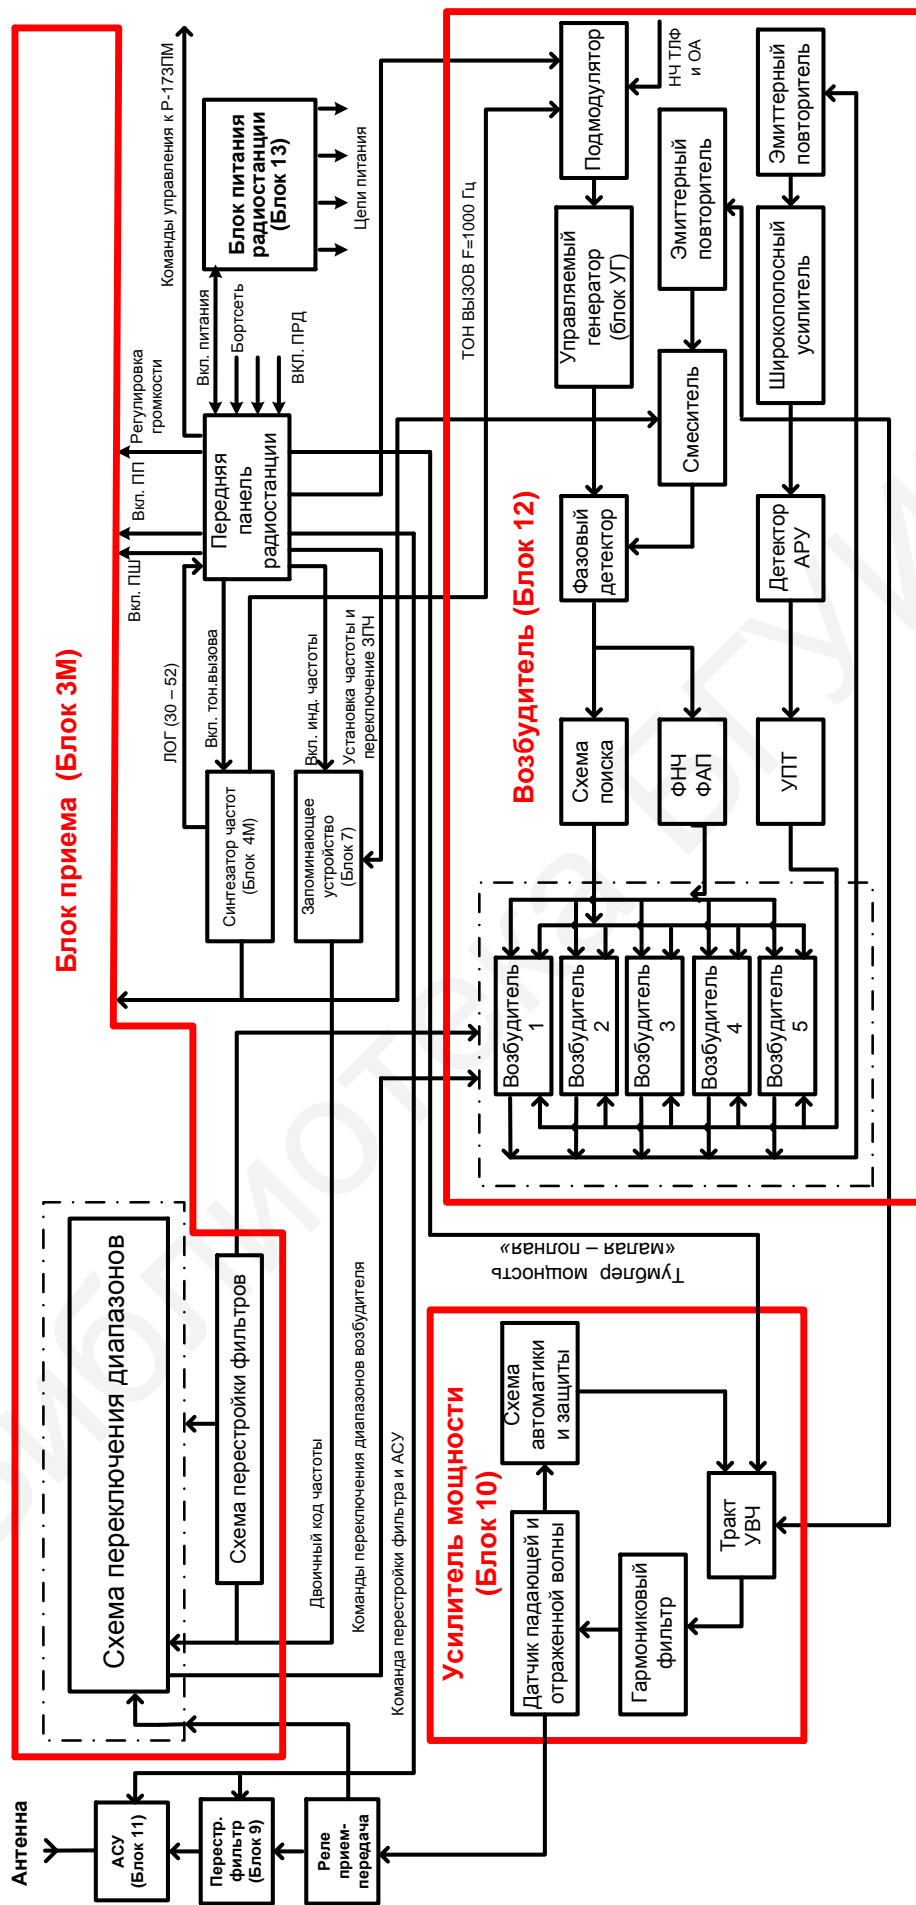 Антенна
АСУ
(Блок 11)
Перестр.
фильтр
(Блок 9)
Реле
прием-
передача
Блок приема (Блок 3М)
Схема переключения диапазонов
Схема перестройки фильтров
Двоичный код частоты
Команды переключения диапазонов возбудителя
Команда перестройки фильтра и АСУ
ЛОГ (30 – 52)
Вкл. тон.вызова
Синтезатор частот
(Блок 4М)
Вкл. инд. частоты
Запоминающее
устройство
(Блок 7)
Установка частоты и
переключение ЗПЧ
Вкл. ПШ
Вкл. ПП
Регулировка
громкости
Передняя
панель
радиостанции
Команды управления к Р-173ПМ
Вкл. питания
Бортсеть
ВКЛ. ПРД
Блок питания
радиостанции
(Блок 13)
Цепи питания
Усилитель мощности
(Блок 10)
Датчик падающей и
отраженной волны
Схема
автоматики
и защиты
Гармониковый
фильтр
Тракт
УВЧ
Тумблер мощность
«малая – полная»
Возбудитель (Блок 12)
Возбудитель
1
Возбудитель
2
Возбудитель
3
Возбудитель
4
Возбудитель
5
Схема
поиска
ФНЧ
ФАП
УПТ
Фазовый
детектор
Детектор
АРУ
Смеситель
Управляемый
генератор
(блок УГ)
Широкополосный
усилитель
ТОН ВЫЗОВ F=1000 Гц
Подмодулятор
Эмиттерный
повторитель
Эмиттерный
повторитель
НЧ ТЛФ
и ОА
Библиотека БГУИ